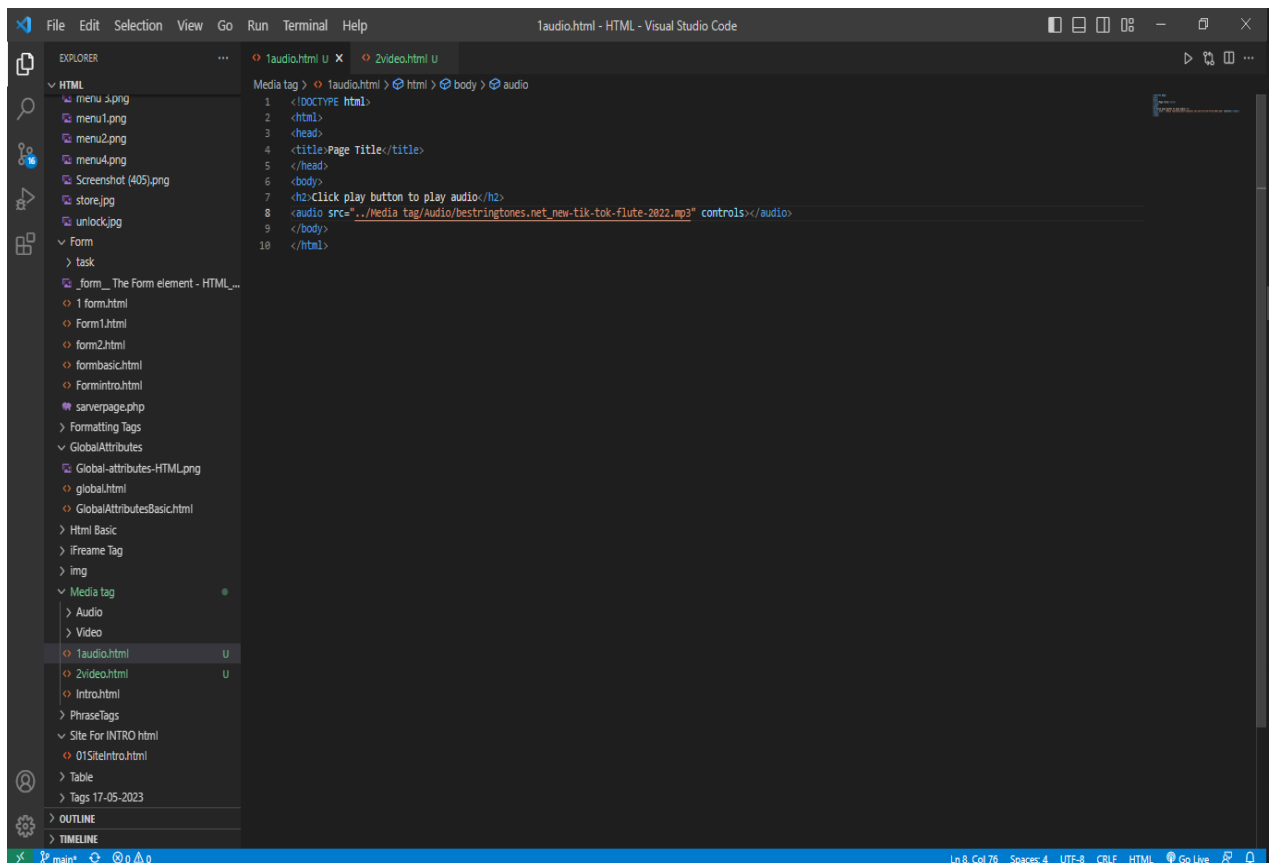 File Edit Selection View Go Run Terminal Help 1audio.html - HTML - Visual Studio Code
EXPLORER
HTML
menu 3.png
menu1.png
menu2.png
menu4.png
Screenshot (405).png
store.jpg
unlock.jpg
Form
task
_form__ The Form element - HTML_...
1 form.html
Form1.html
form2.html
formbasic.html
Formintro.html
sarverpage.php
Formatting Tags
GlobalAttributes
Global-attributes-HTML.png
global.html
GlobalAttributesBasic.html
Html Basic
iFreame Tag
img
Media tag
Audio
Video
1audio.html U
2video.html U
Intro.html
PhraseTags
SIte For INTRO html
01SiteIntro.html
Table
Tags 17-05-2023
OUTLINE
TIMELINE
16
1audio.html U X 2video.html U
Media tag > 1audio.html > html > body > audio
1 <!DOCTYPE html>
2 <html>
3 <head>
4 <title>Page Title</title>
5 </head>
6 <body>
7 <h2>Click play button to play audio</h2>
8 <audio src="../Media tag/Audio/bestringtones.net_new-tik-tok-flute-2022.mp3" controls></audio>
9 </body>
10 </html>
main* 0 0 Ln 8, Col 76 Spaces: 4 UTF-8 CRLF HTML Go Live